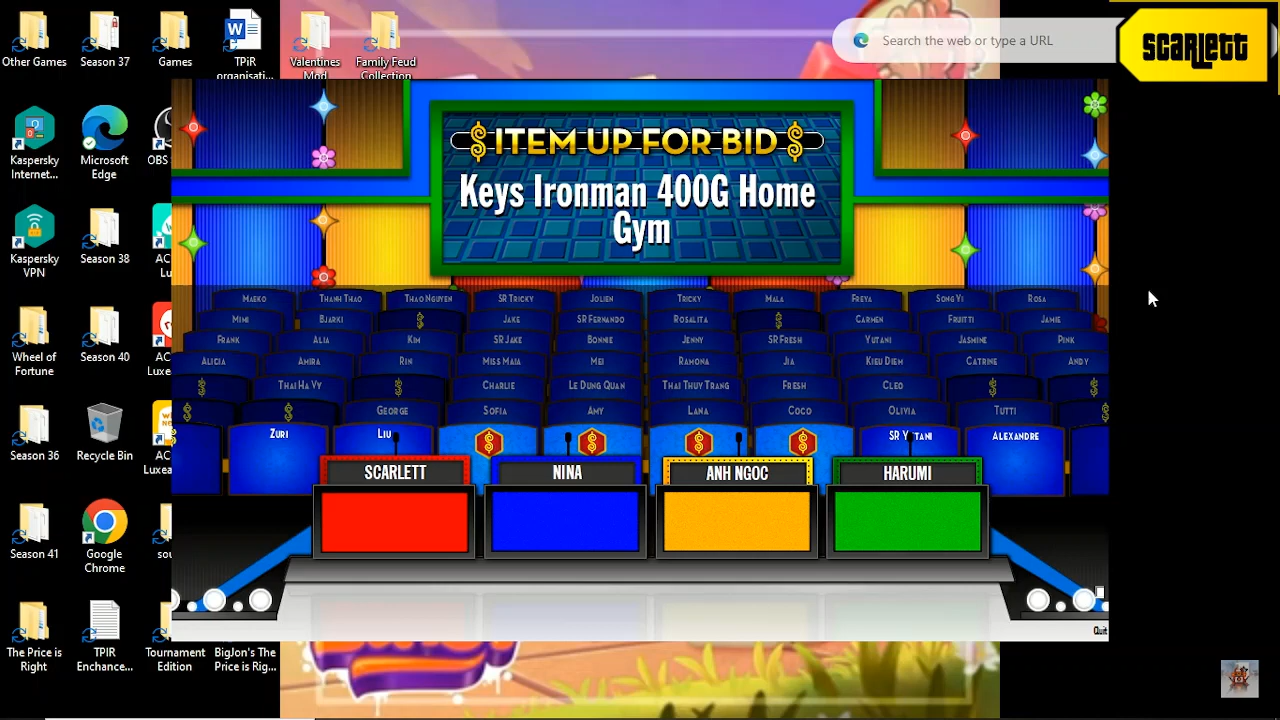 Other Games
Season 37
Games
TPiR
organisati...
Valentines
Mod
Family Feud
Collection
Search the web or type a URL
SCARLETT
Kaspersky
Internet...
Microsoft
Edge
OBS
ITEM UP FOR BID
Keys Ironman 400G Home
Gym
Kaspersky
VPN
Season 38
AC
Lu
MAEKO
THANH THAO
THAO NGUYEN
SR TRICKY
JOLIEN
TRICKY
MALA
FREYA
SONG YI
ROSA
MIMI
BJARKI
JAKE
SR FERNANDO
ROSALITA
CARMEN
FRUITTI
JAMIE
FRANK
ALIA
KIM
SR JAKE
BONNIE
JENNY
SR FRESH
YUTANI
JASMINE
PINK
Wheel of
Fortune
Season 40
AC
Luxe
ALICIA
AMIRA
RIN
MISS MAIA
MEI
RAMONA
JIA
KIEU DIEM
CATRINE
ANDY
THAI HA VY
CHARLIE
LE DUNG QUAN
THAI THUY TRANG
FRESH
CLEO
GEORGE
SOFIA
AMY
LANA
COCO
OLIVIA
TUTTI
ZURI
LIU
SR YUTANI
ALEXANDRE
Season 36
Recycle Bin
AC
Luxea
SCARLETT
NINA
ANH NGOC
HARUMI
Season 41
Google
Chrome
sou
The Price is
Right
TPIR
Enchance...
Tournament
Edition
BigJon's The
Price is Rig...
Quit